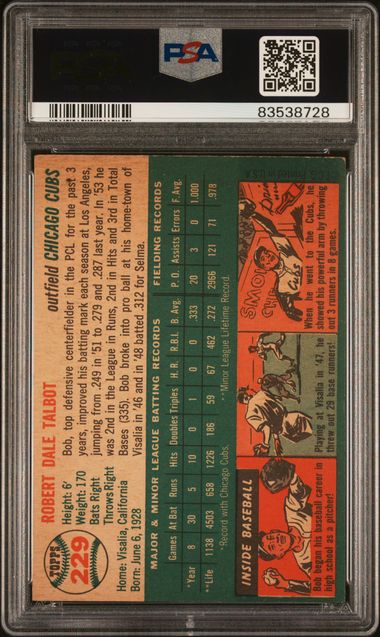 PSA
83538728
TOPPS
229
ROBERT DALE TALBOT
outfield CHICAGO CUBS
Height: 6'
Weight: 170
Bats Right
Throws Right
Home: Visalia, California
Born: June 6, 1928
Bob, top defensive centerfielder in the PCL for the past 3
years, improved his batting mark each season at Los Angeles,
jumping from .249 in '51 to .279 and .287 last year. In '53 he
was 2nd in the League in Runs, 2nd in Hits and 3rd in Total
Bases (335). Bob broke into pro ball at his home-town of
Visalia in '46 and in '48 batted .312 for Selma.
MAJOR & MINOR LEAGUE BATTING RECORDS FIELDING RECORDS
Games At Bat Runs Hits Doubles Triples H. R. R.B.I. B. Avg. P. O. Assists Errors F. Avg.
*Year 8 30 5 10 0 1 0 .333 20 3 0 1.000
**Life 1138 4503 658 1226 186 59 67 462 .272 2966 121 71 .978
*Record with Chicago Cubs. **Minor League Lifetime Record.
INSIDE BASEBALL
Bob began his baseball career in
high school as a pitcher!
Playing at Visalia in '47, he
threw out 25 base runners!
When he went to the Cubs, he
showed his powerful arm by throwing
out 3 runners in 8 games.
T.C.G. Printed in U.S.A.